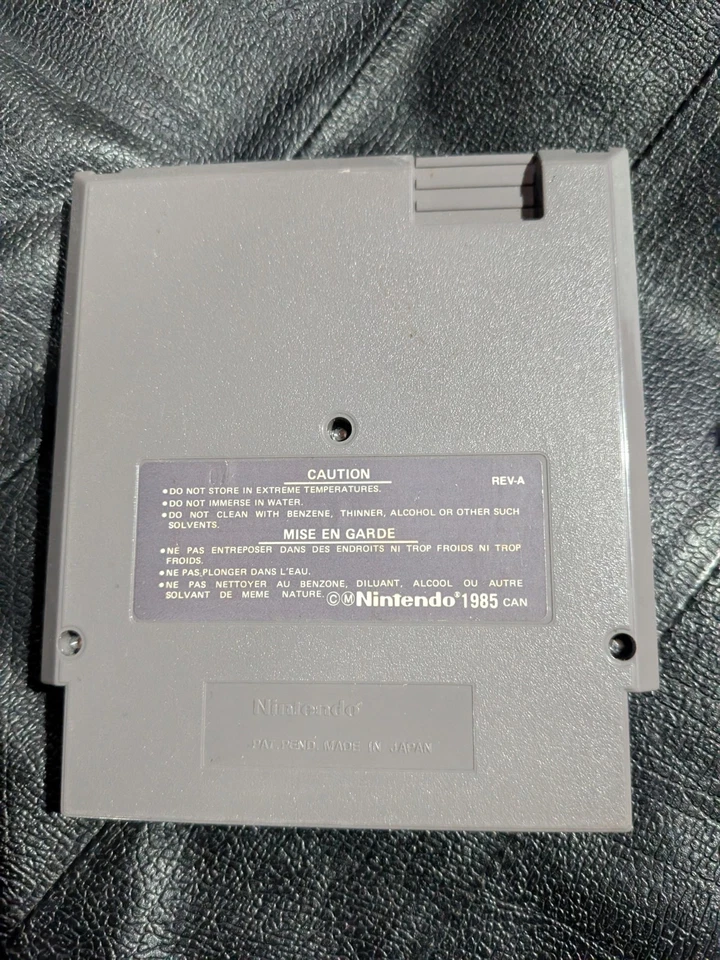 CAUTION
REV-A
•DO NOT STORE IN EXTREME TEMPERATURES.
•DO NOT IMMERSE IN WATER.
•DO NOT CLEAN WITH BENZENE, THINNER, ALCOHOL OR OTHER SUCH
SOLVENTS.
MISE EN GARDE
•NE PAS ENTREPOSER DANS DES ENDROITS NI TROP FROIDS NI TROP
FROIDS.
•NE PAS PLONGER DANS L'EAU.
•NE PAS NETTOYER AU BENZONE, DILUANT, ALCOOL OU AUTRE
SOLVANT DE MEME NATURE. ©Ⓜ Nintendo® 1985 CAN
Nintendo®
PAT. PEND. MADE IN JAPAN